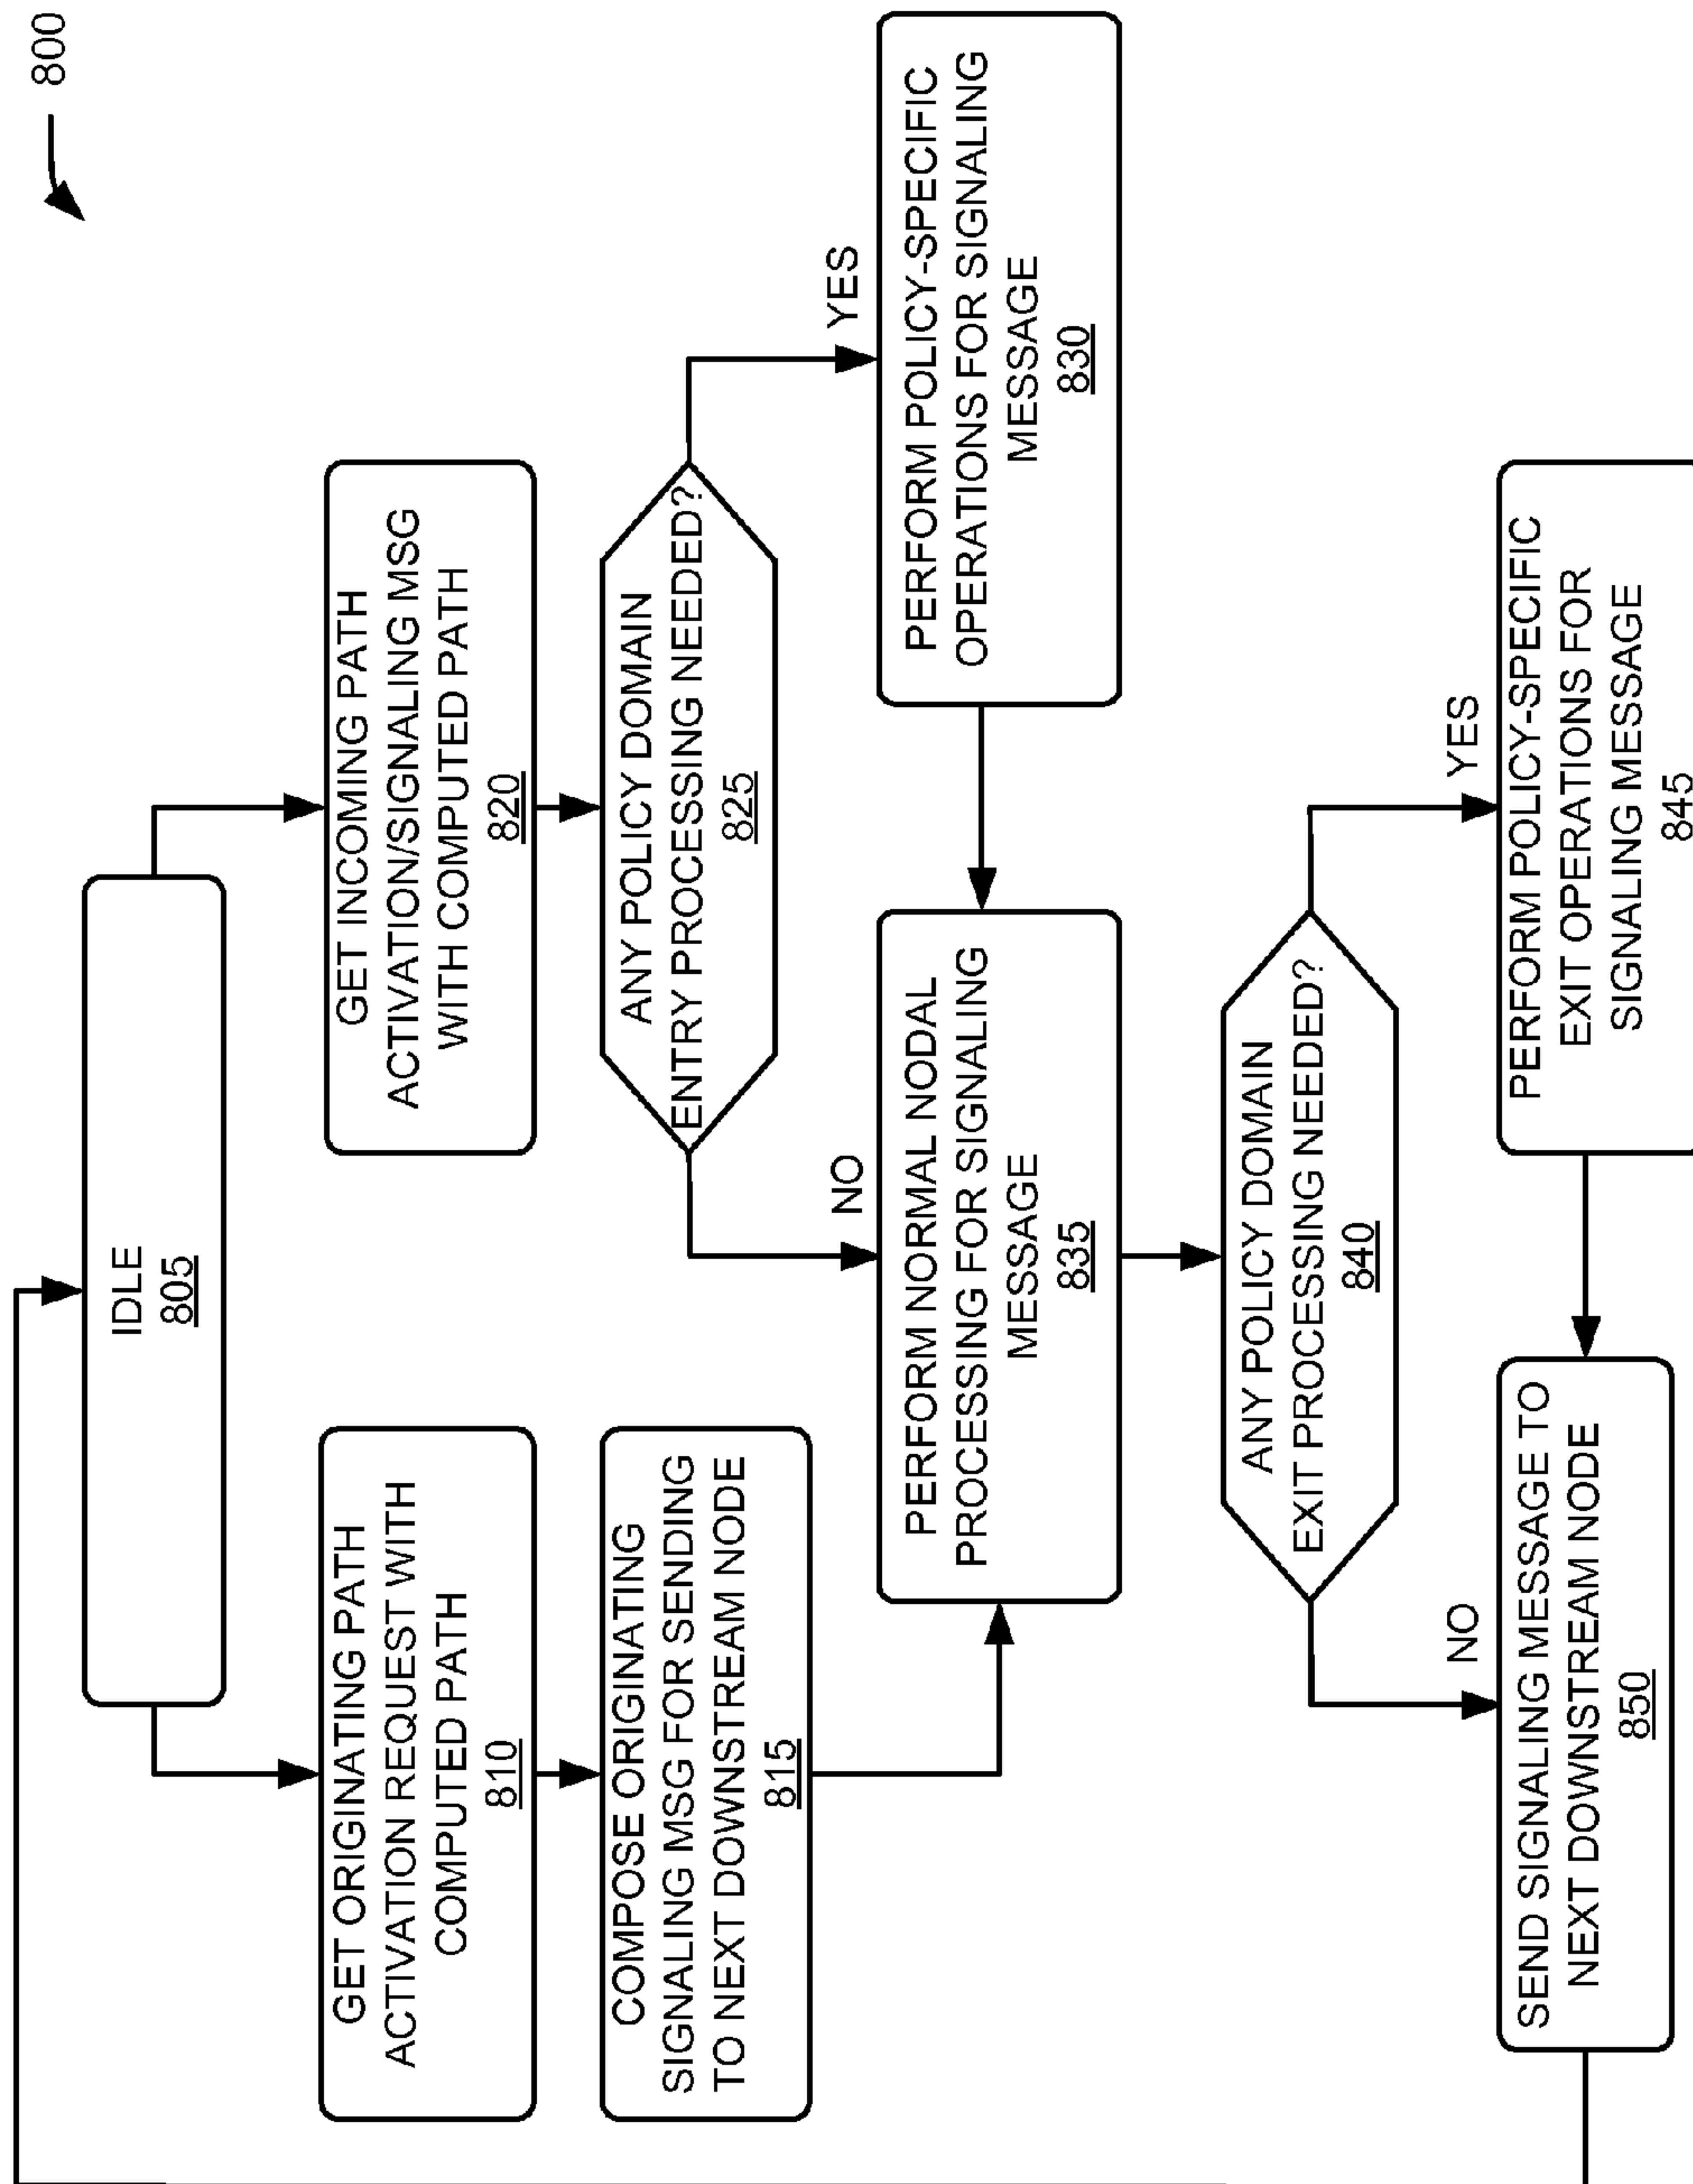 800
IDLE
805
GET ORIGINATING PATH
ACTIVATION REQUEST WITH
COMPUTED PATH
810
GET INCOMING PATH
ACTIVATION/SIGNALING MSG
WITH COMPUTED PATH
820
COMPOSE ORIGINATING
SIGNALING MSG FOR SENDING
TO NEXT DOWNSTREAM NODE
815
ANY POLICY DOMAIN
ENTRY PROCESSING NEEDED?
825
NO
YES
PERFORM NORMAL NODAL
PROCESSING FOR SIGNALING
MESSAGE
835
PERFORM POLICY-SPECIFIC
OPERATIONS FOR SIGNALING
MESSAGE
830
ANY POLICY DOMAIN
EXIT PROCESSING NEEDED?
840
NO
YES
SEND SIGNALING MESSAGE TO
NEXT DOWNSTREAM NODE
850
PERFORM POLICY-SPECIFIC
EXIT OPERATIONS FOR
SIGNALING MESSAGE
845